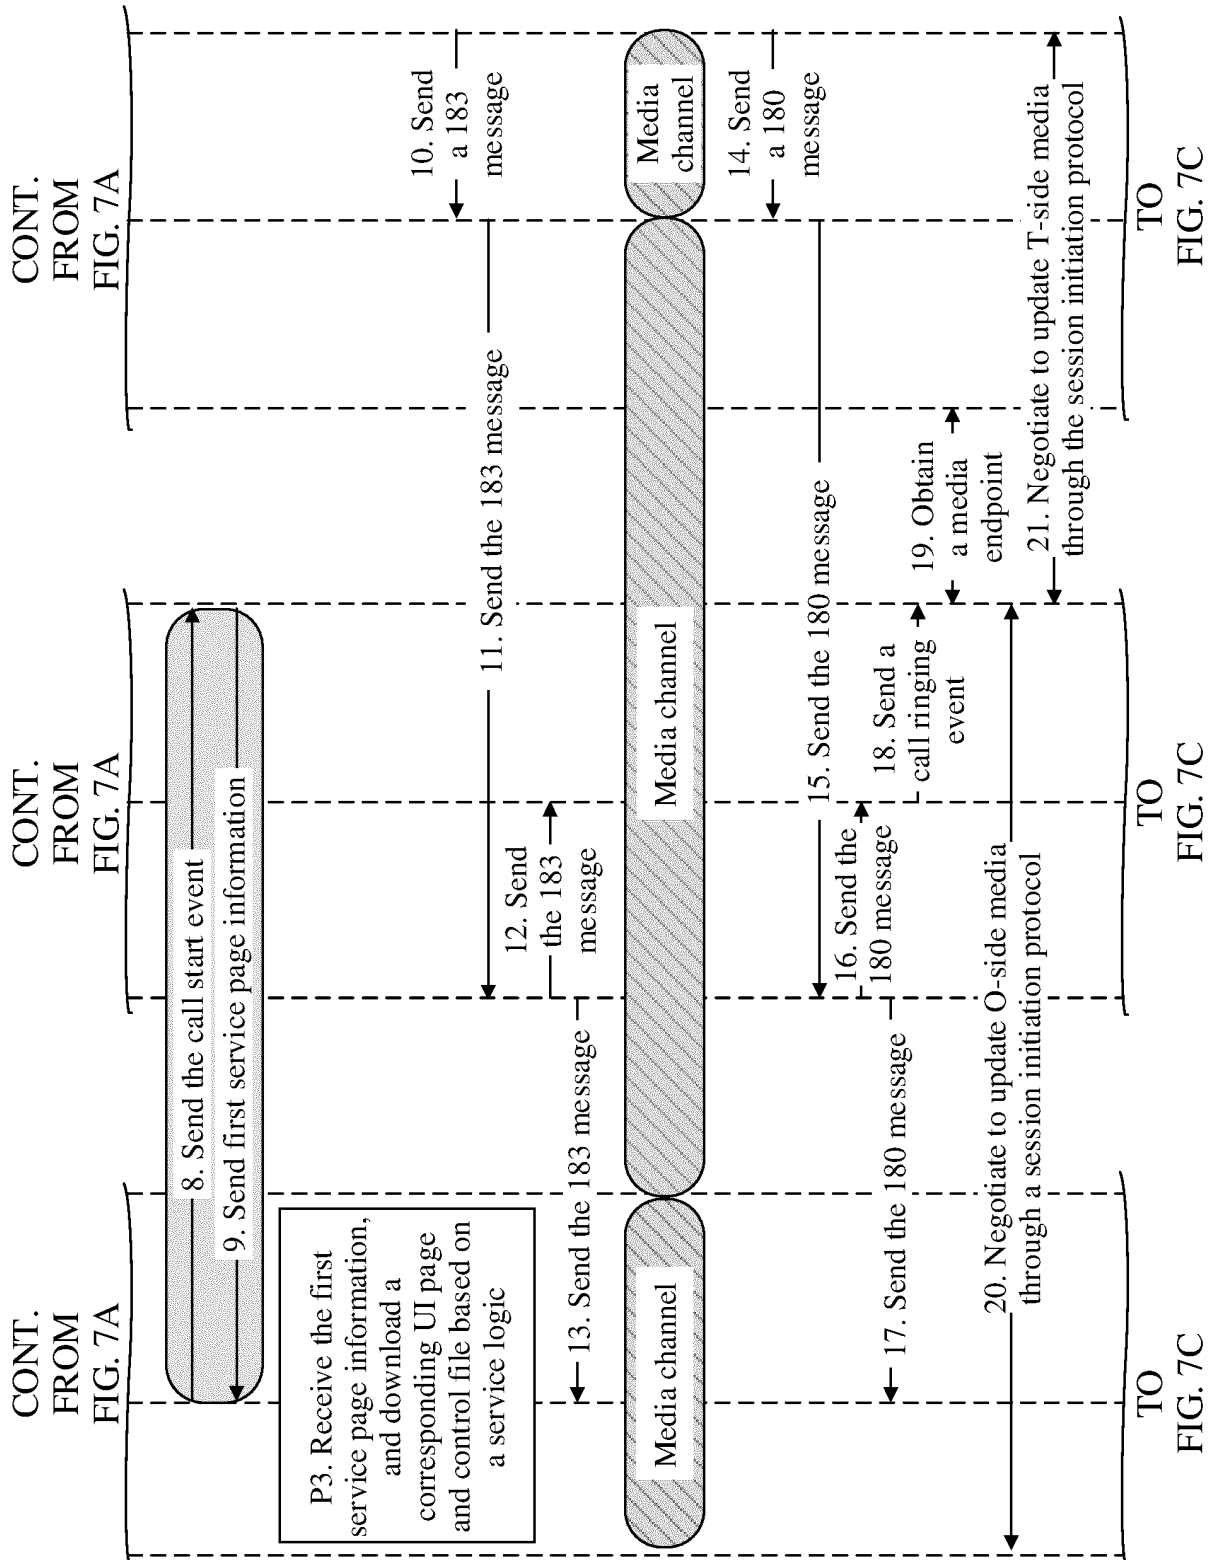 CONT.
FROM
FIG. 7A
CONT.
FROM
FIG. 7A
CONT.
FROM
FIG. 7A
8. Send the call start event
9. Send first service page information
P3. Receive the first
service page information,
and download a
corresponding UI page
and control file based on
a service logic
10. Send
a 183
message
11. Send the 183 message
12. Send
the 183
message
13. Send the 183 message
Media channel
Media channel
Media
channel
14. Send
a 180
message
15. Send the 180 message
16. Send the
180 message
17. Send the 180 message
18. Send a
call ringing
event
19. Obtain
a media
endpoint
20. Negotiate to update O-side media
through a session initiation protocol
21. Negotiate to update T-side media
through the session initiation protocol
TO
FIG. 7C
TO
FIG. 7C
TO
FIG. 7C